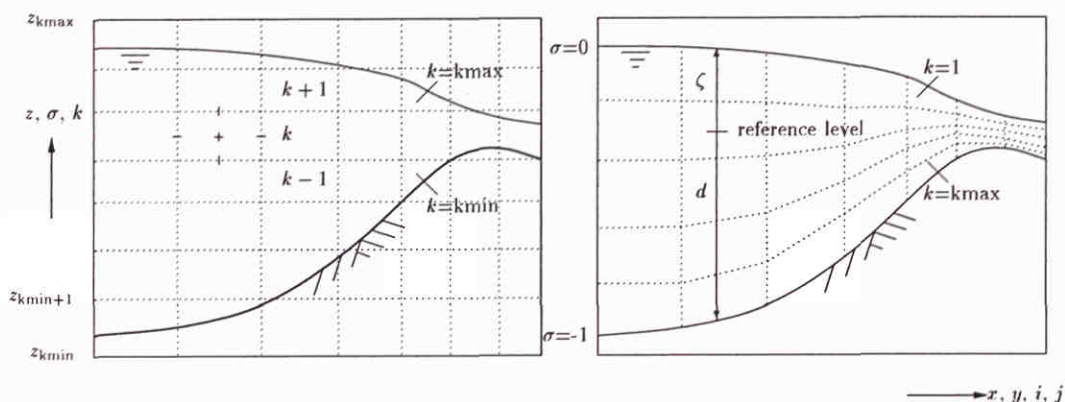 z_kmax
z, σ, k
z_kmin+1
z_kmin
k+1
k
k−1
k=kmax
k=kmin
σ=0
σ=-1
ζ
reference level
d
k=1
k=kmax
x, y, i, j